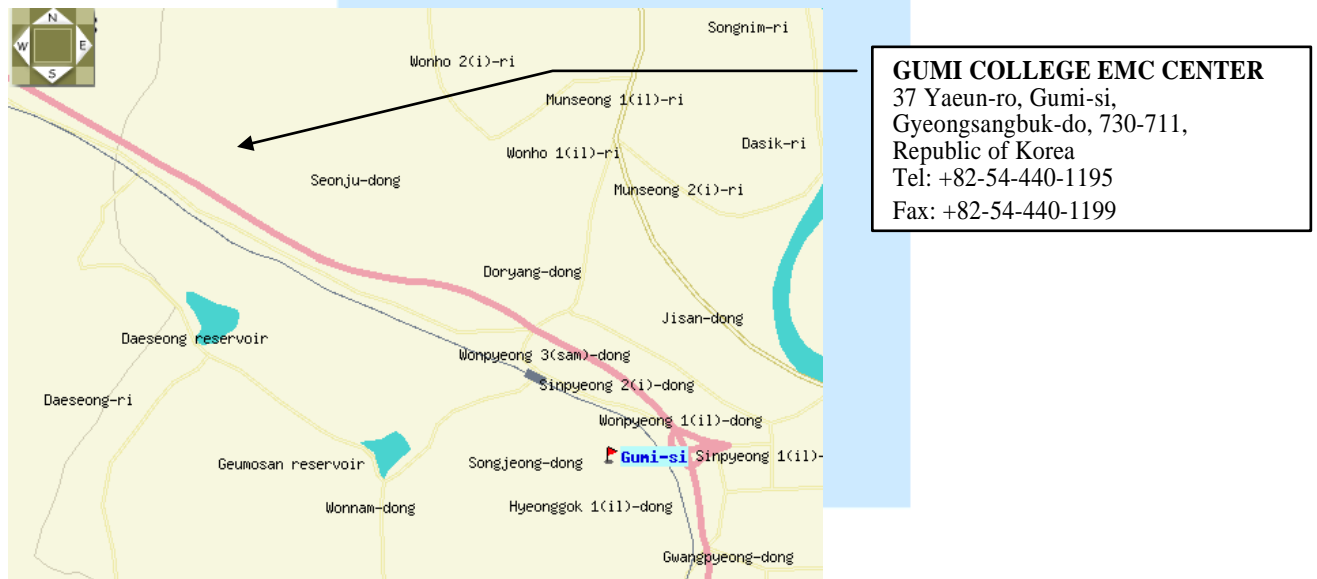 N
W E
S
Songnim-ri
Wonho 2(i)-ri
Munseong 1(il)-ri
Dasik-ri
Wonho 1(il)-ri
Seonju-dong
Munseong 2(i)-ri
Doryang-dong
Jisan-dong
Daeseong reservoir
Wonpyeong 3(sam)-dong
Sinpyeong 2(i)-dong
Daeseong-ri
Wonpyeong 1(il)-dong
Gumi-si
Sinpyeong 1(il)-
Geumosan reservoir
Songjeong-dong
Wonnam-dong
Hyeonggok 1(il)-dong
Gwangpyeong-dong
GUMI COLLEGE EMC CENTER
37 Yaeun-ro, Gumi-si,
Gyeongsangbuk-do, 730-711,
Republic of Korea
Tel: +82-54-440-1195
Fax: +82-54-440-1199